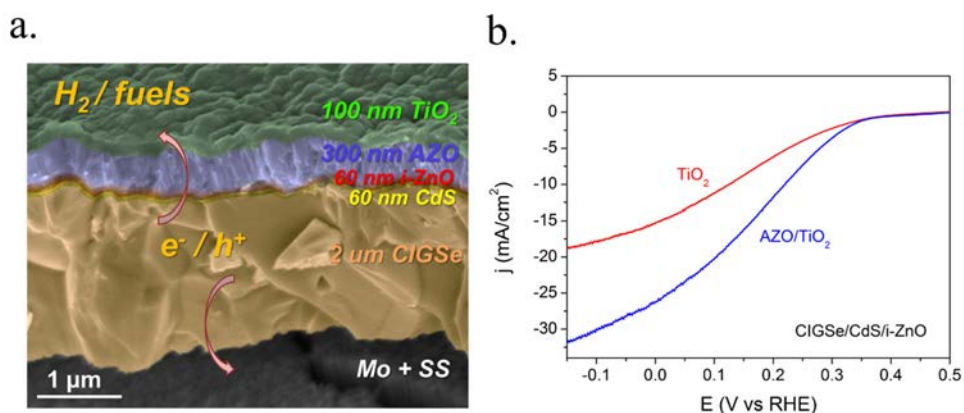 a.
H2 / fuels
100 nm TiO2
300 nm AZO
60 nm i-ZnO
60 nm CdS
e- / h+
2 um CIGSe
Mo + SS
1 µm
b.
5
0
-5
-10
-15
-20
-25
-30
j (mA/cm2)
TiO2
AZO/TiO2
CIGSe/CdS/i-ZnO
-0.1 0.0 0.1 0.2 0.3 0.4 0.5
E (V vs RHE)